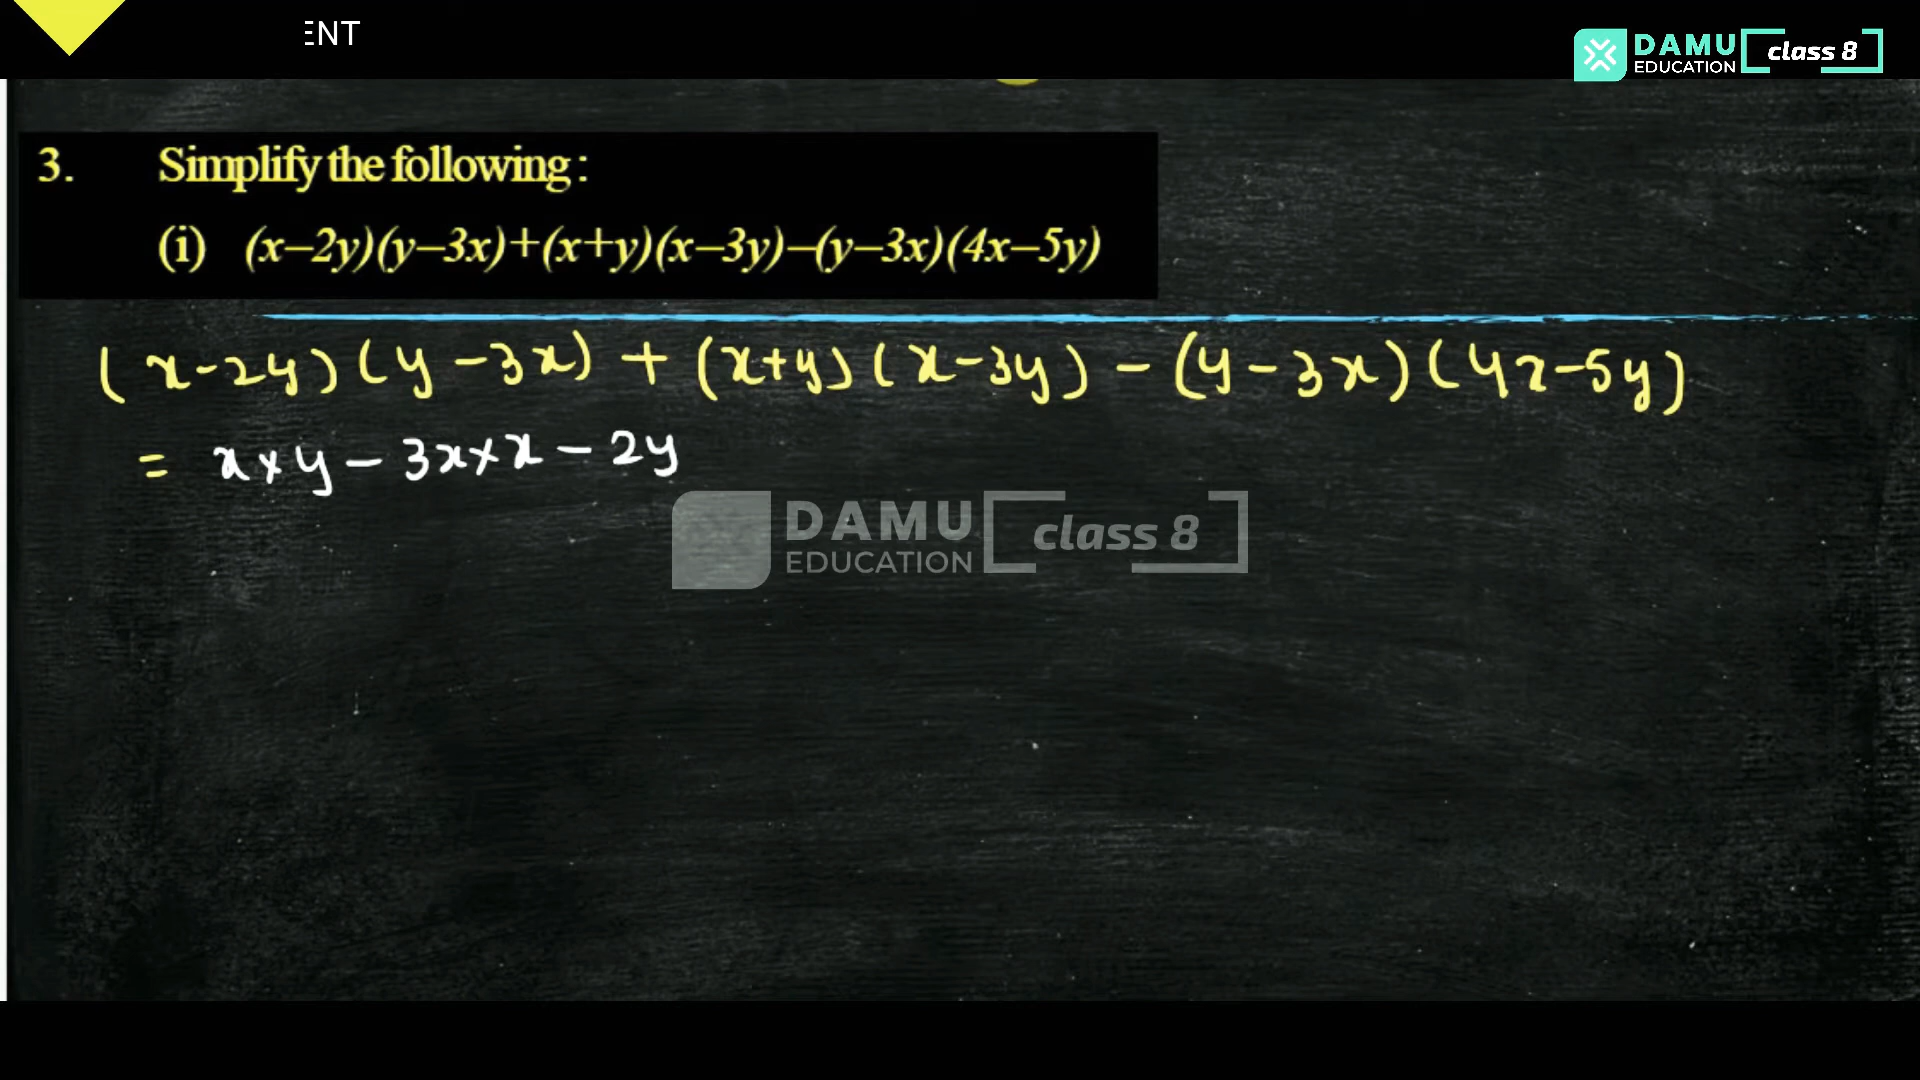 ENT
DAMU EDUCATION class 8
3. Simplify the following :
(i) (x–2y)(y–3x)+(x+y)(x–3y)–(y–3x)(4x–5y)
(x-2y)(y-3x) + (x+y)(x-3y) - (y-3x)(4x-5y)
= x×y - 3x×x - 2y
DAMU EDUCATION class 8